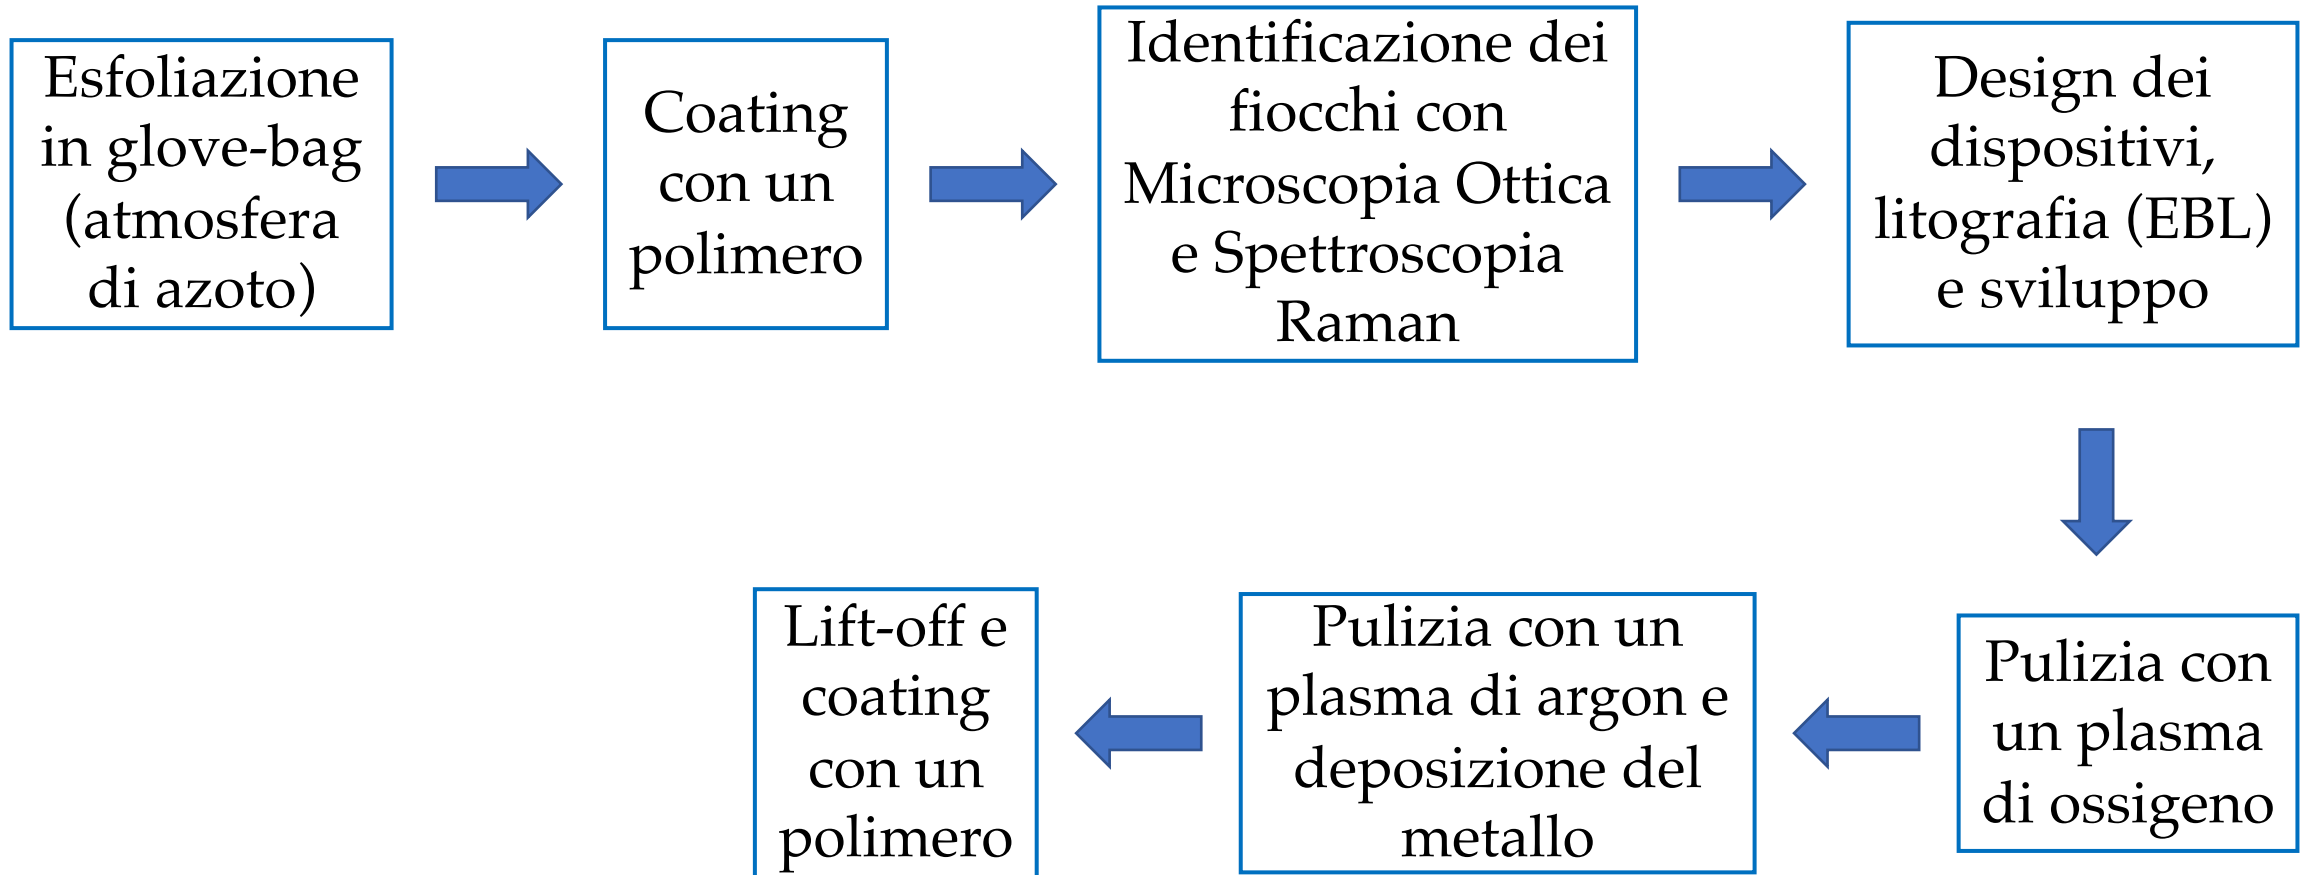 Esfoliazione
in glove-bag
(atmosfera
di azoto)
Coating
con un
polimero
Identificazione dei
fiocchi con
Microscopia Ottica
e Spettroscopia
Raman
Design dei
dispositivi,
litografia (EBL)
e sviluppo
Pulizia con
un plasma
di ossigeno
Pulizia con un
plasma di argon e
deposizione del
metallo
Lift-off e
coating
con un
polimero